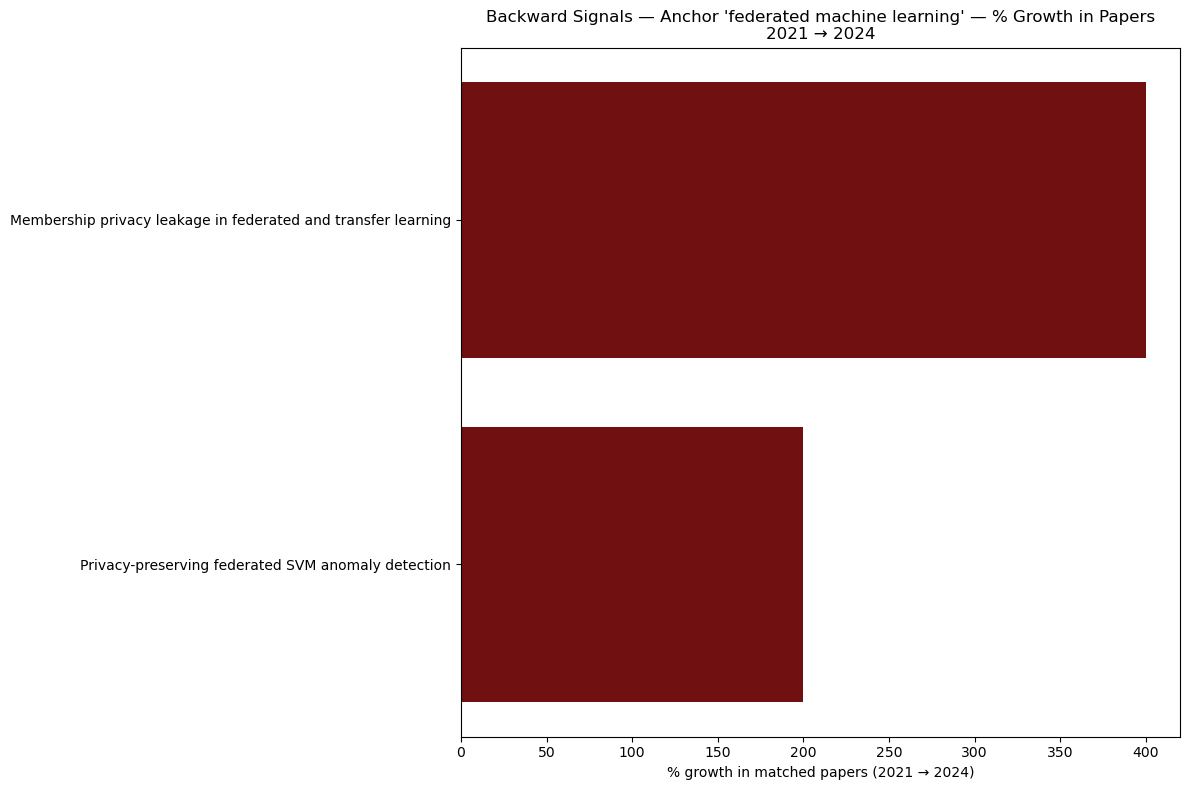 Backward Signals — Anchor 'federated machine learning' — % Growth in Papers
2021 → 2024
Membership privacy leakage in federated and transfer learning
Privacy-preserving federated SVM anomaly detection
0 50 100 150 200 250 300 350 400
% growth in matched papers (2021 → 2024)